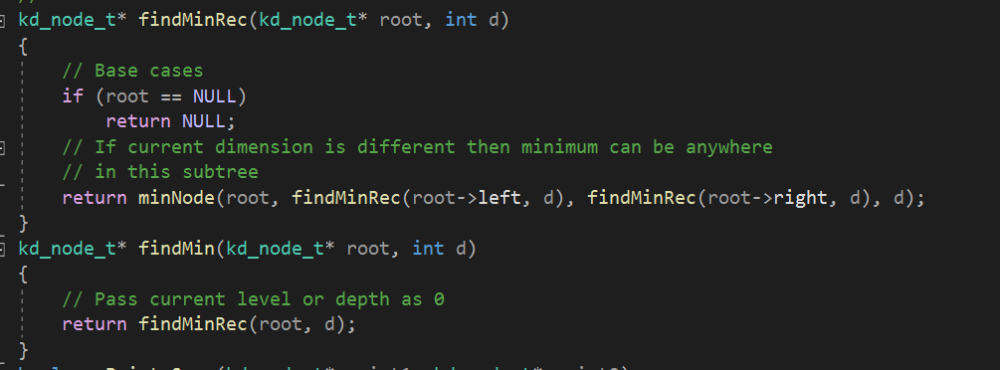 kd_node_t* findMinRec(kd_node_t* root, int d)
{
// Base cases
if (root == NULL)
return NULL;
// If current dimension is different then minimum can be anywhere
// in this subtree
return minNode(root, findMinRec(root->left, d), findMinRec(root->right, d), d);
}
kd_node_t* findMin(kd_node_t* root, int d)
{
// Pass current level or depth as 0
return findMinRec(root, d);
}